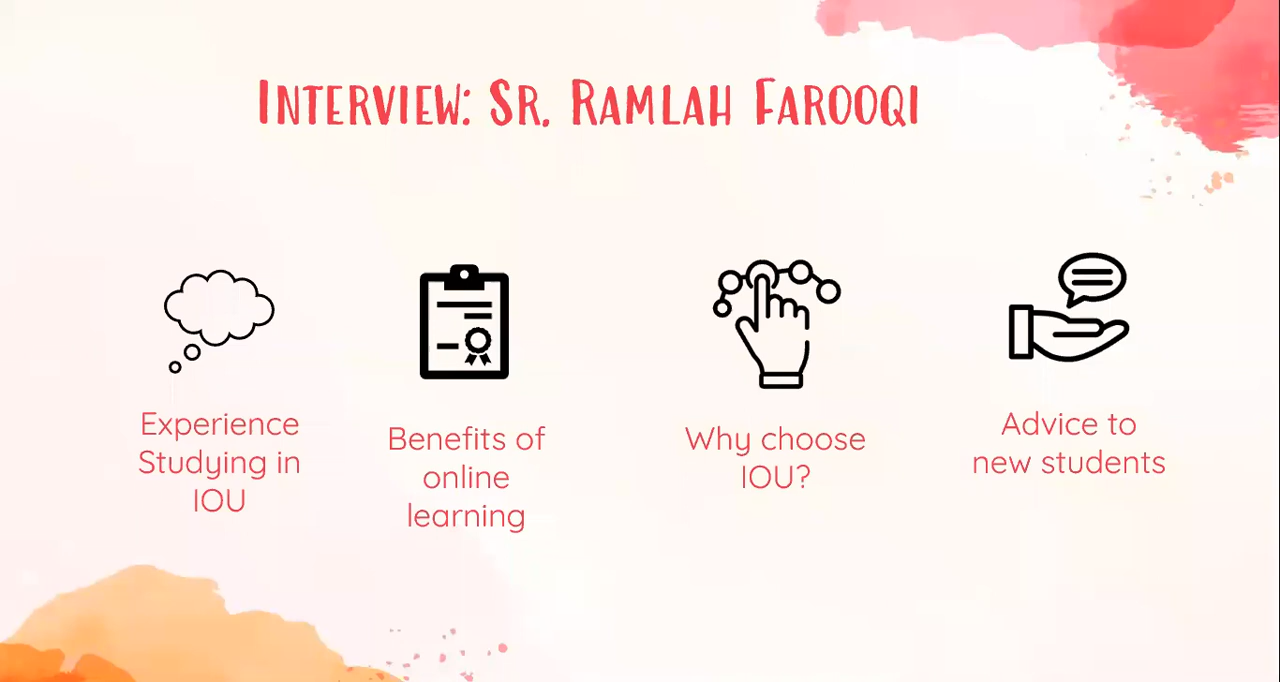 Interview: Sr. Ramlah Farooqi
Experience
Studying in
IOU
Benefits of
online
learning
Why choose
IOU?
Advice to
new students